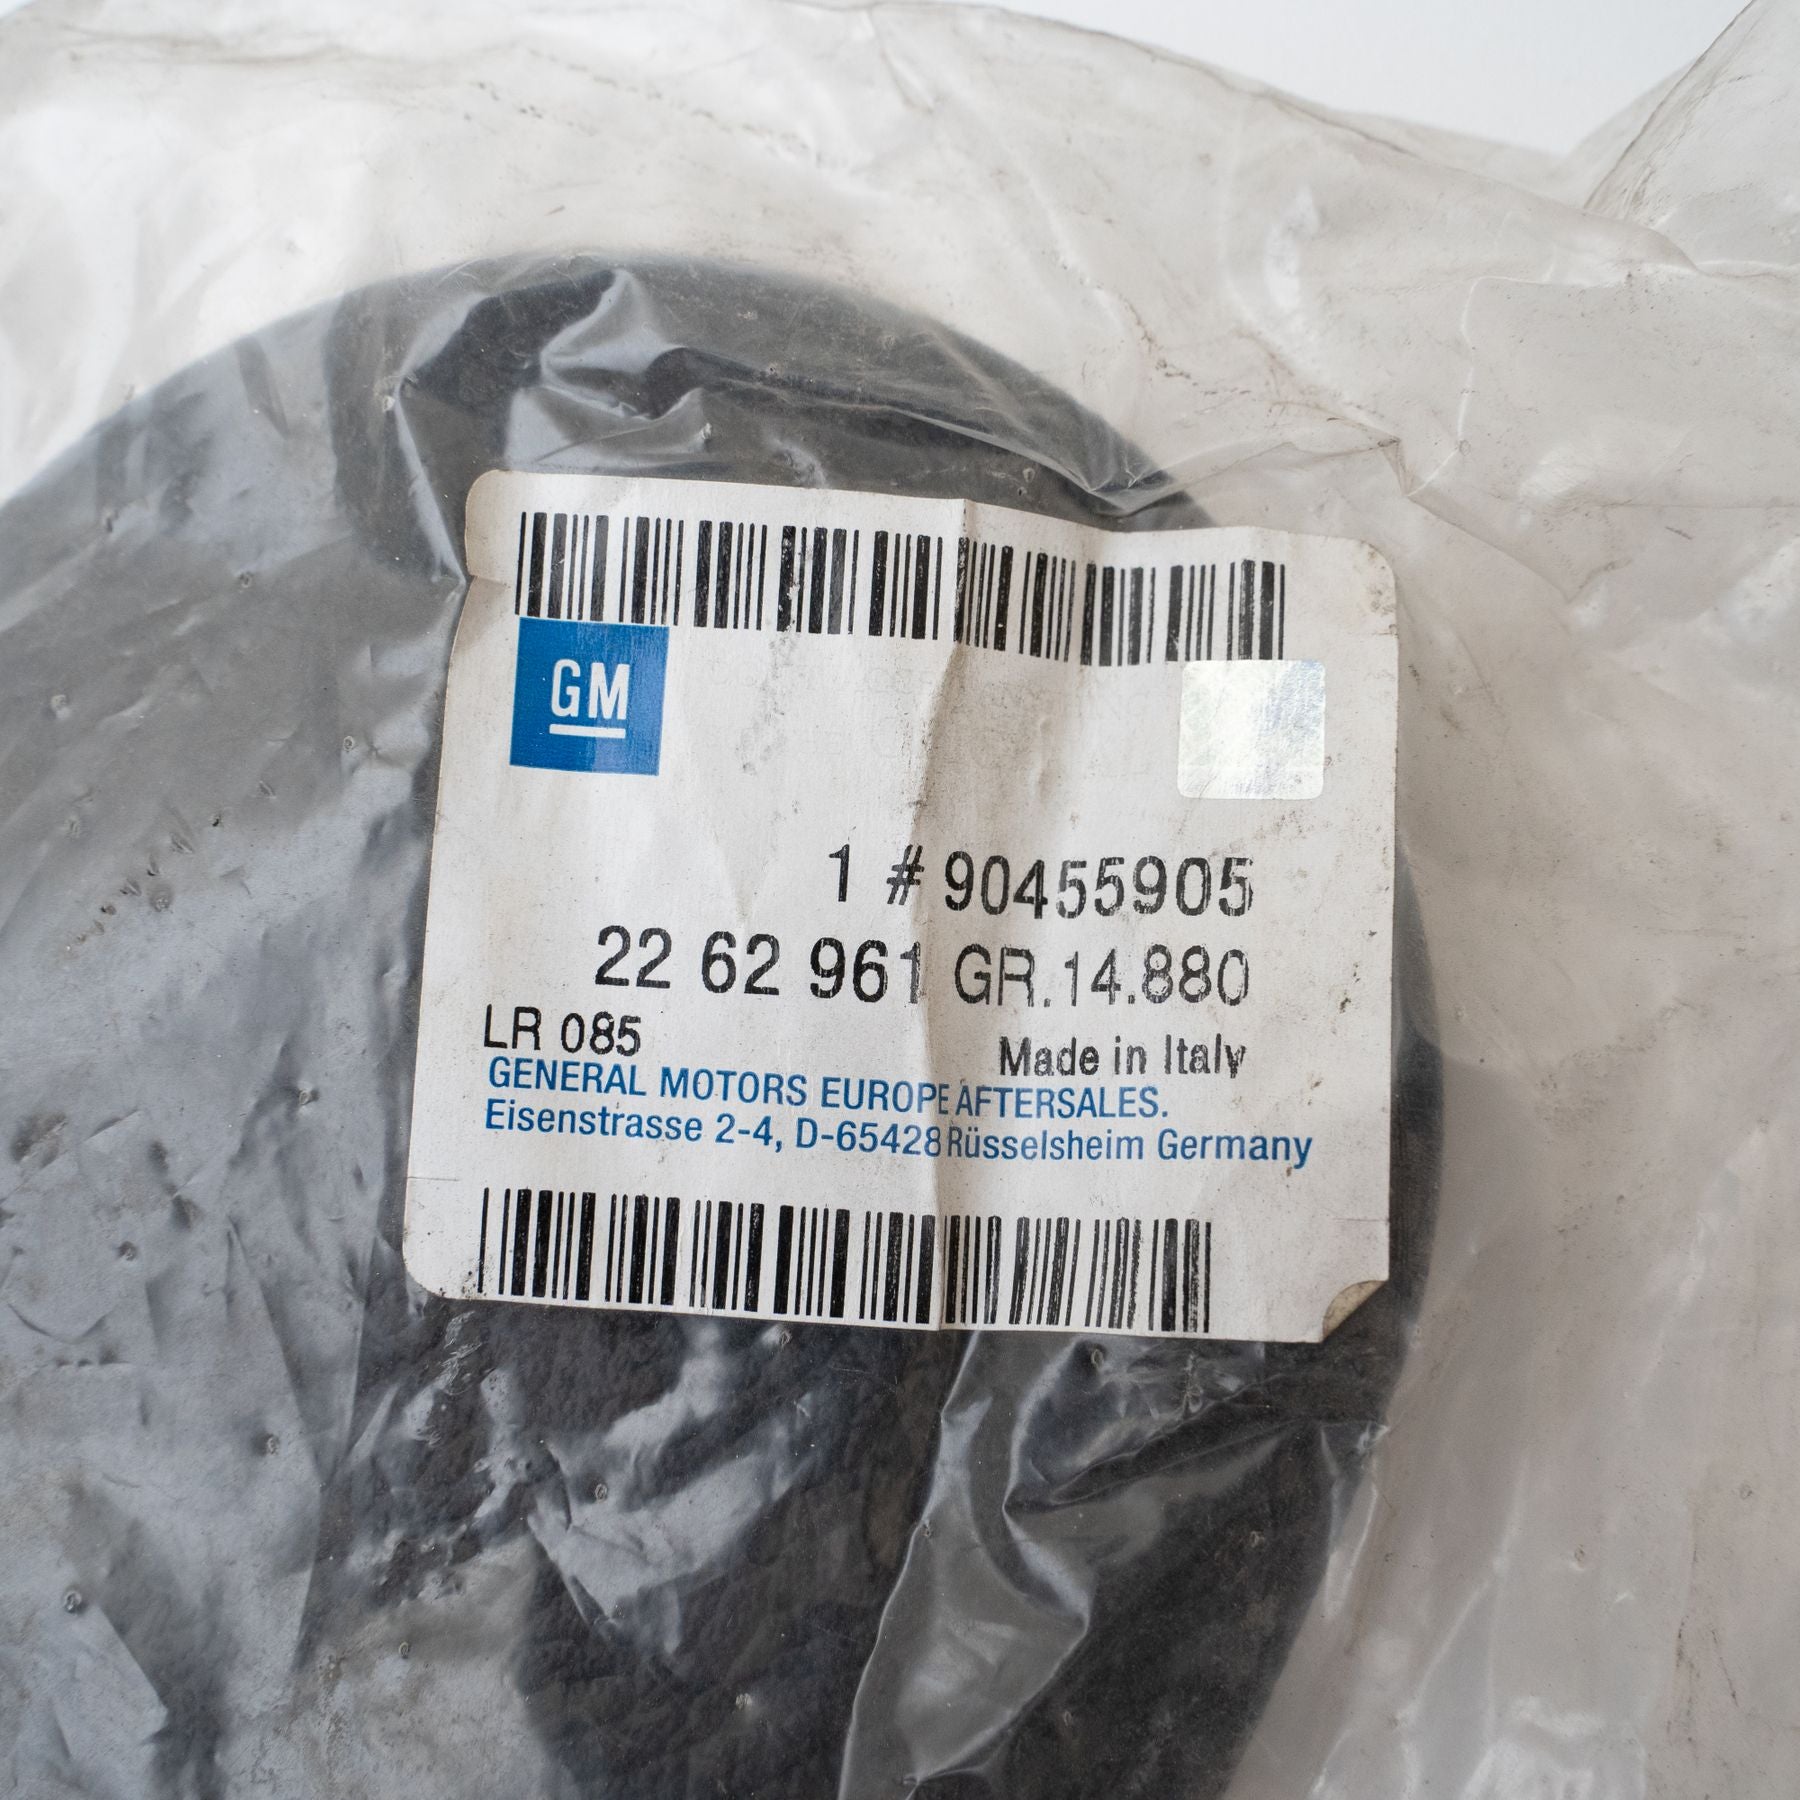 GM
1 # 90455905
22 62 961 GR.14.880
LR 085
Made in Italy
GENERAL MOTORS EUROPE AFTERSALES.
Eisenstrasse 2-4, D-65428 Rüsselsheim Germany